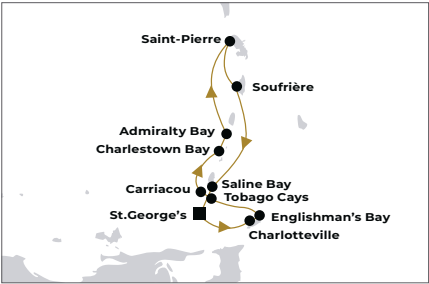 Saint-Pierre
Soufrière
Admiralty Bay
Charlestown Bay
Saline Bay
Carriacou
Tobago Cays
St.George's
Englishman's Bay
Charlotteville